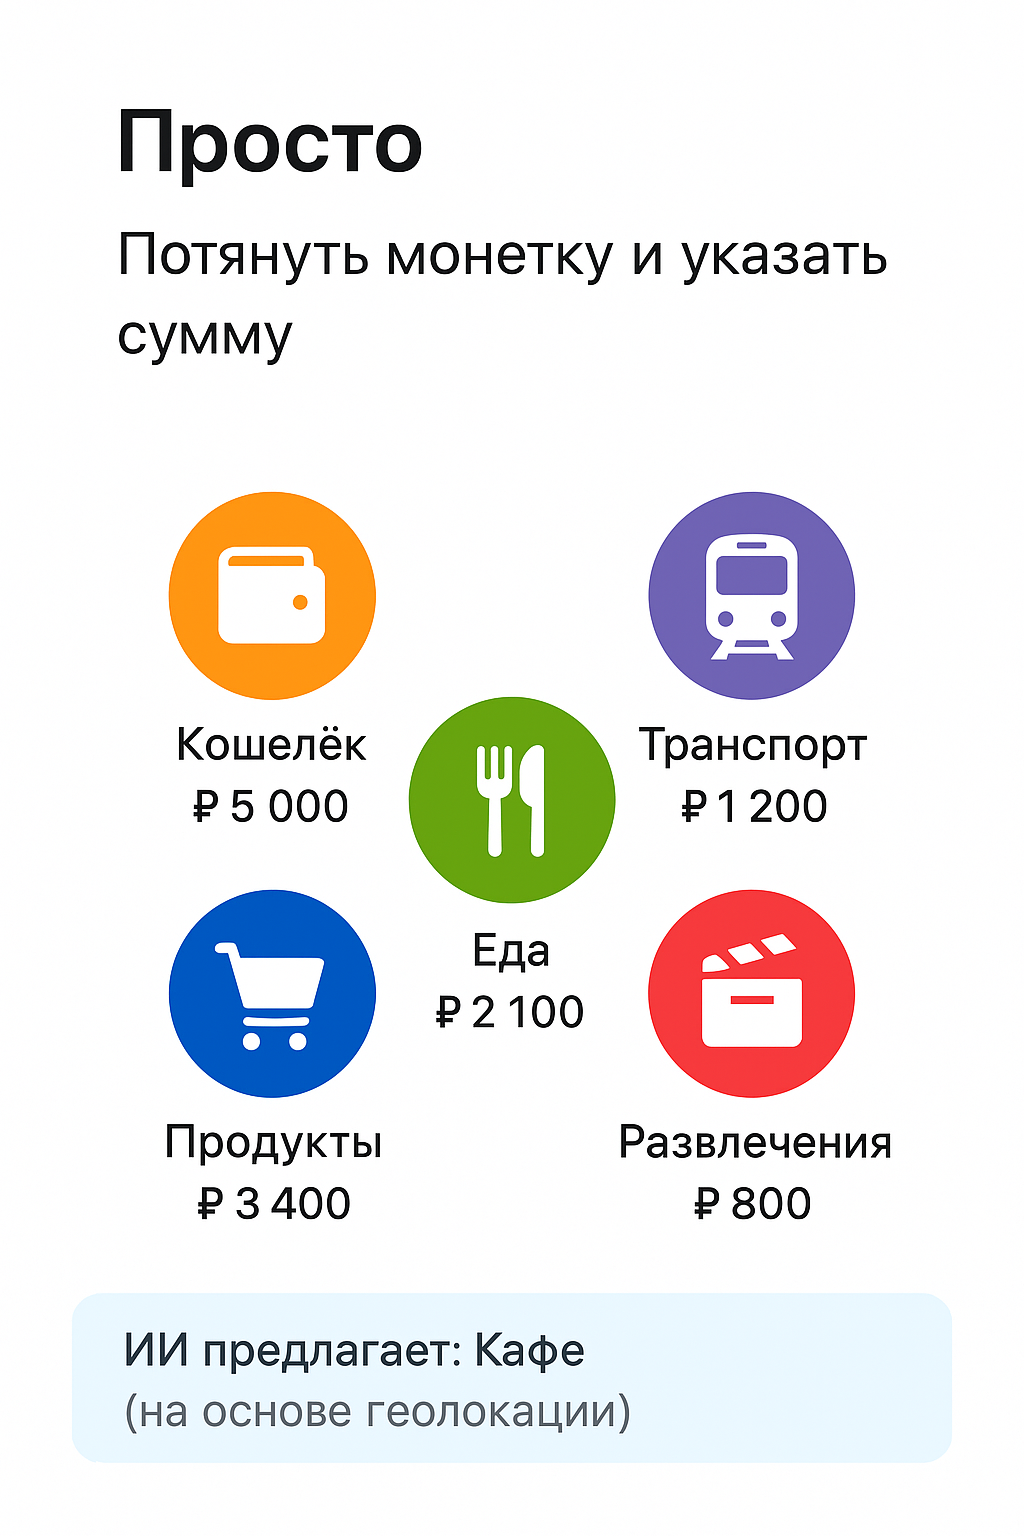 Просто
Потянуть монетку и указать
сумму
Кошелёк
₽ 5 000
Транспорт
₽ 1 200
Еда
₽ 2 100
Продукты
₽ 3 400
Развлечения
₽ 800
ИИ предлагает: Кафе
(на основе геолокации)